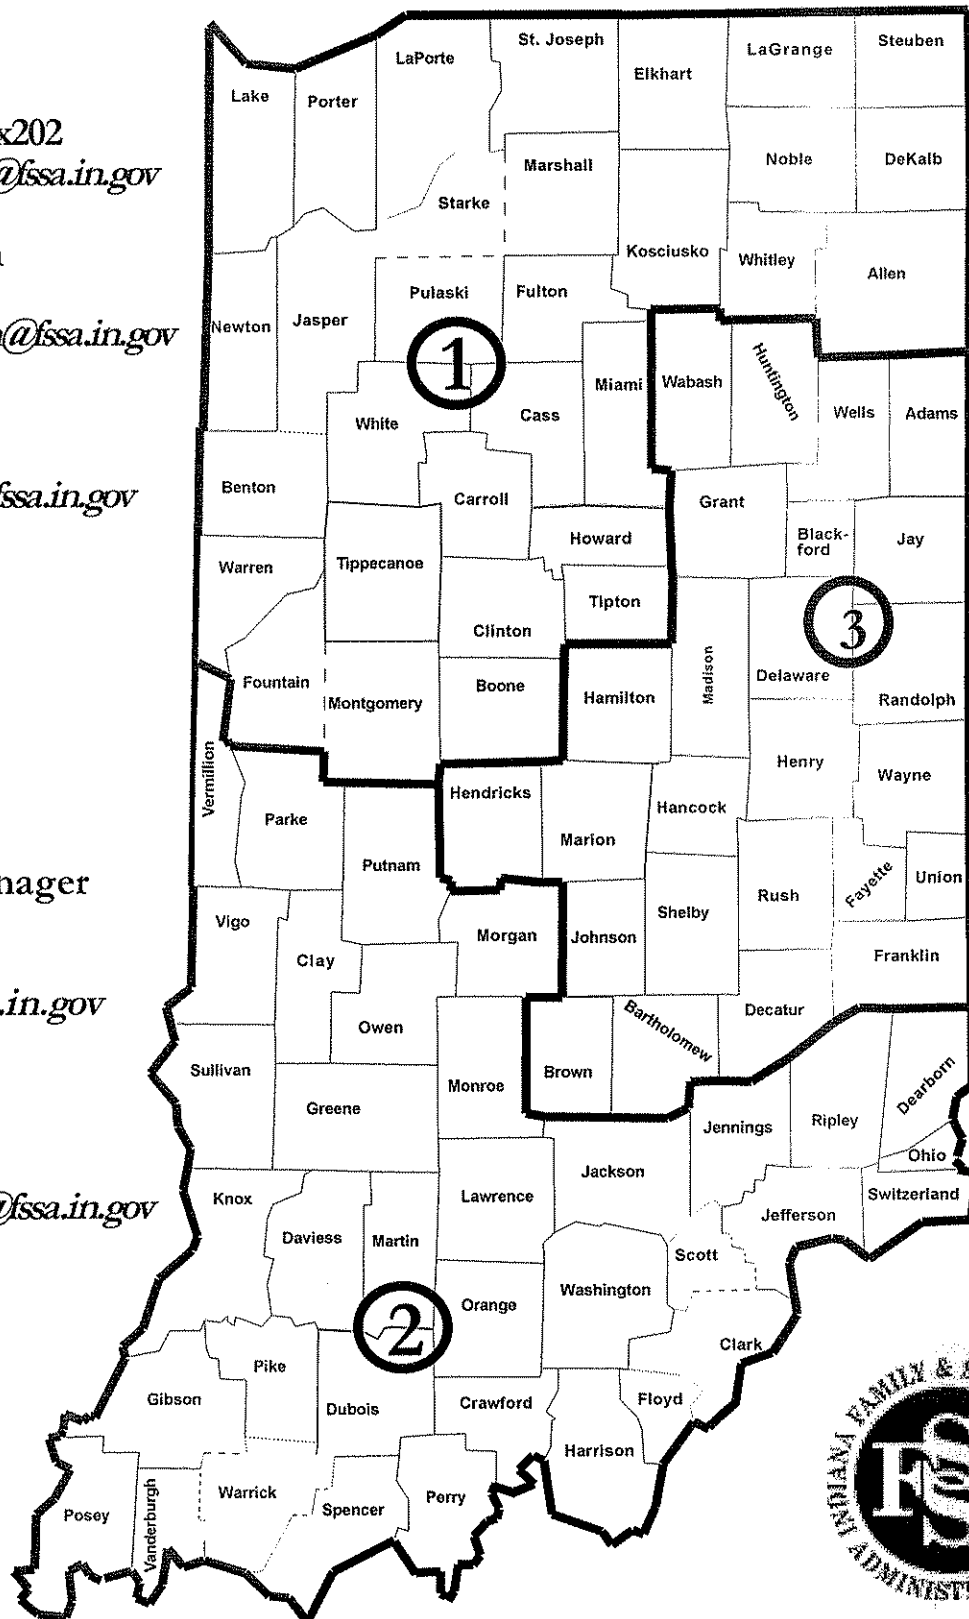 x202
@fssa.in.gov
n@fssa.in.gov
fssa.in.gov
nager
.in.gov
@fssa.in.gov
St. Joseph
LaPorte
LaGrange
Steuben
Elkhart
Lake
Porter
Marshall
Noble
DeKalb
Starke
Kosciusko
Whitley
Allen
Pulaski
Fulton
Newton
Jasper
1
Miami
Wabash
Huntington
Wells
Adams
White
Cass
Benton
Carroll
Grant
Howard
Black-
ford
Jay
Warren
Tippecanoe
Tipton
Clinton
3
Fountain
Montgomery
Boone
Hamilton
Madison
Delaware
Randolph
Vermillion
Hendricks
Henry
Wayne
Parke
Marion
Hancock
Putnam
Rush
Fayette
Union
Vigo
Morgan
Johnson
Shelby
Clay
Franklin
Owen
Bartholomew
Decatur
Sullivan
Monroe
Brown
Greene
Dearborn
Jennings
Ripley
Jackson
Ohio
Knox
Lawrence
Switzerland
Daviess
Martin
Jefferson
Scott
Orange
Washington
2
Pike
Clark
Gibson
Dubois
Crawford
Floyd
Harrison
Posey
Vanderburgh
Warrick
Spencer
Perry
INDIANA FAMILY &
FSS
ADMINIST